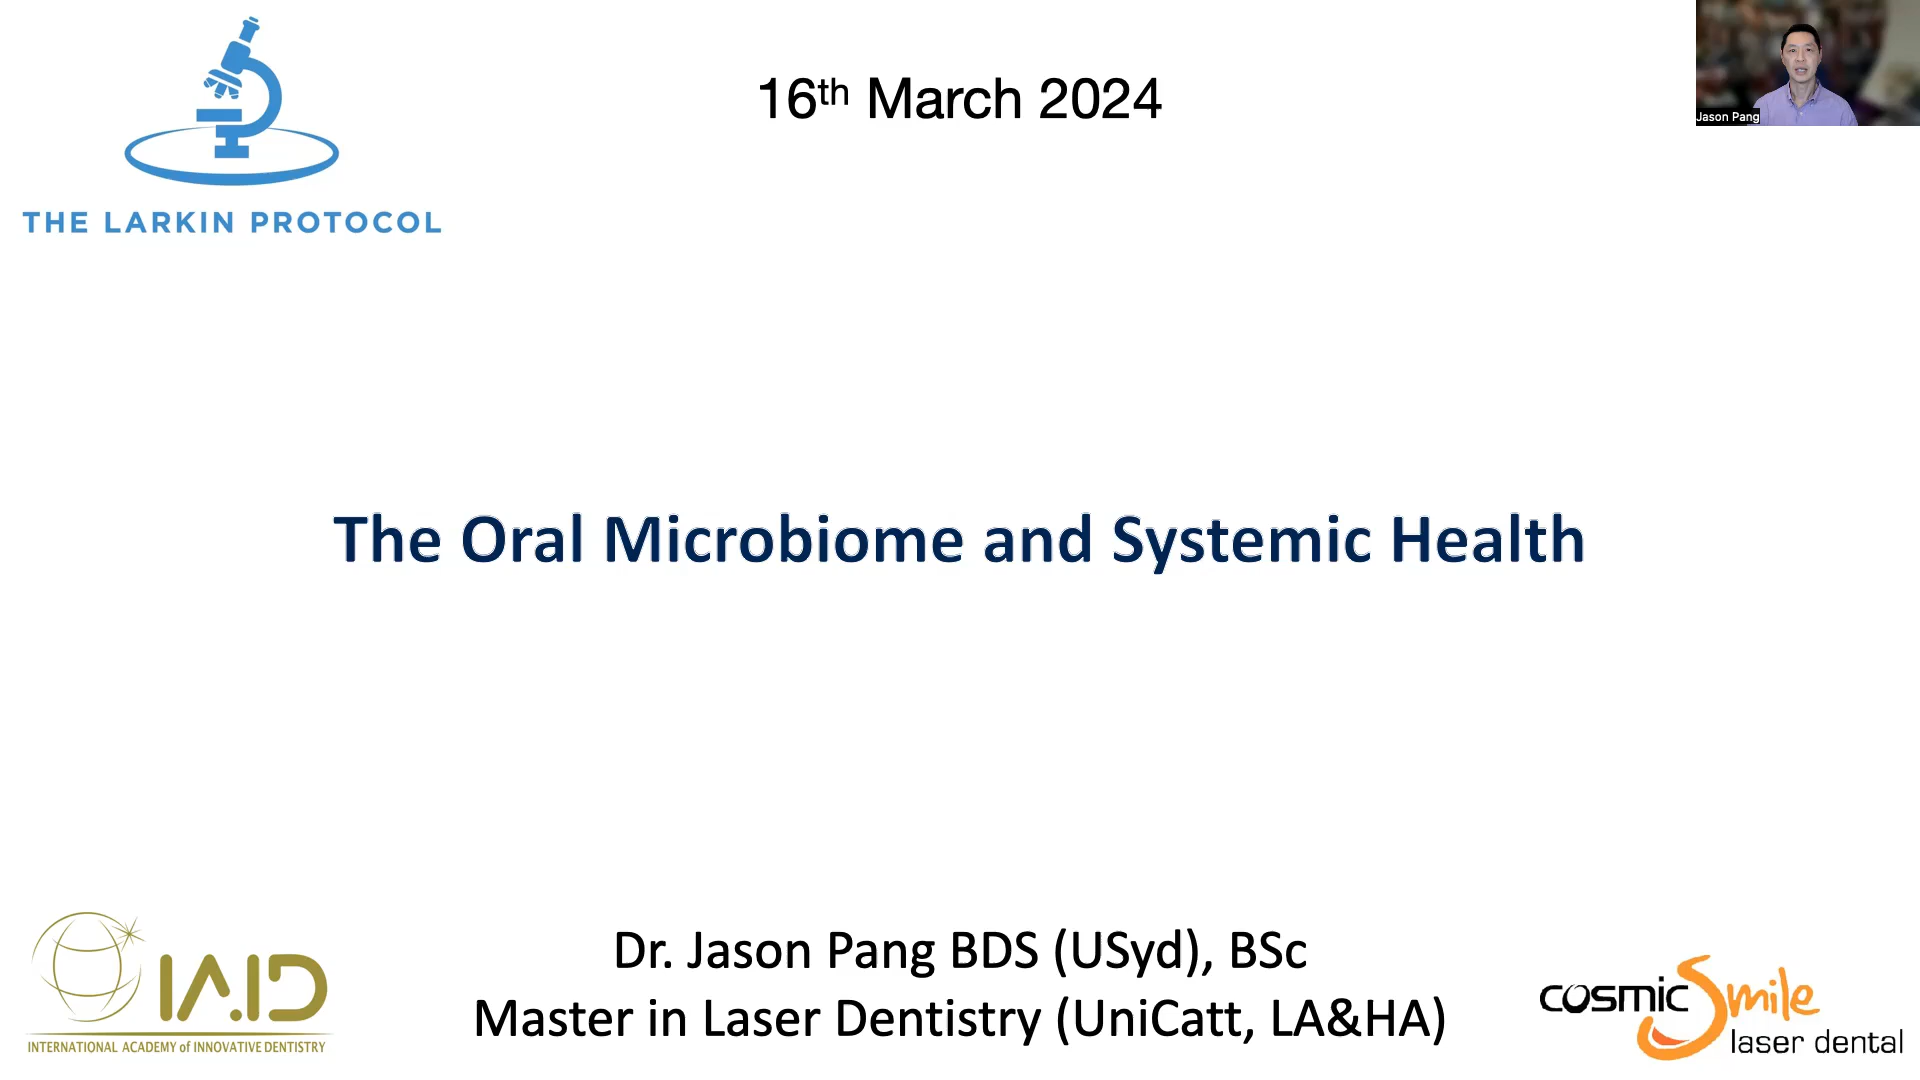 THE LARKIN PROTOCOL
16th March 2024
Jason Pang
The Oral Microbiome and Systemic Health
IAID
INTERNATIONAL ACADEMY of INNOVATIVE DENTISTRY
Dr. Jason Pang BDS (USyd), BSc
Master in Laser Dentistry (UniCatt, LA&HA)
cosmic Smile
laser dental